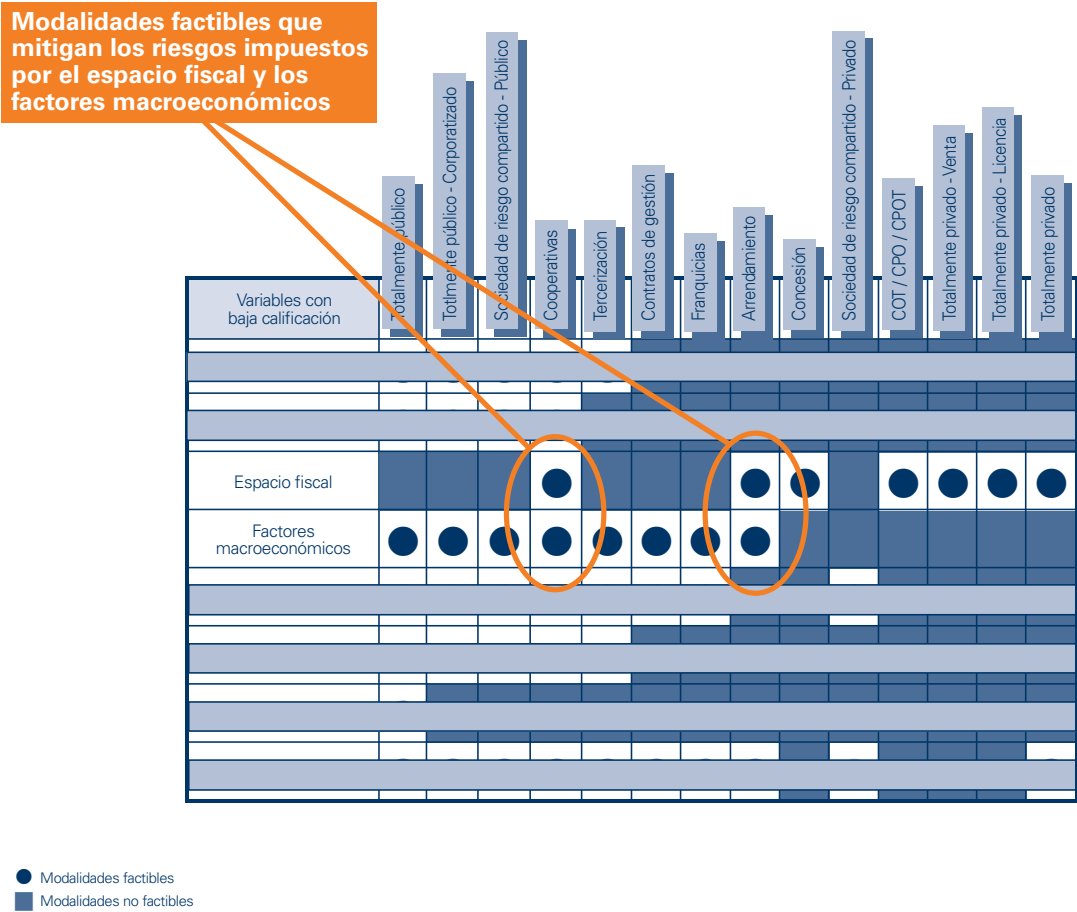 Modalidades factibles que
mitigan los riesgos impuestos
por el espacio fiscal y los
factores macroeconómicos
Totalmente público
Totlmente público - Corporatizado
Sociedad de riesgo compartido - Público
Cooperativas
Tercerización
Contratos de gestión
Franquicias
Arrendamiento
Concesión
Sociedad de riesgo compartido - Privado
COT / CPO / CPOT
Totalmente privado - Venta
Totalmente privado - Licencia
Totalmente privado
Variables con
baja calificación
Espacio fiscal
Factores
macroeconómicos
Modalidades factibles
Modalidades no factibles